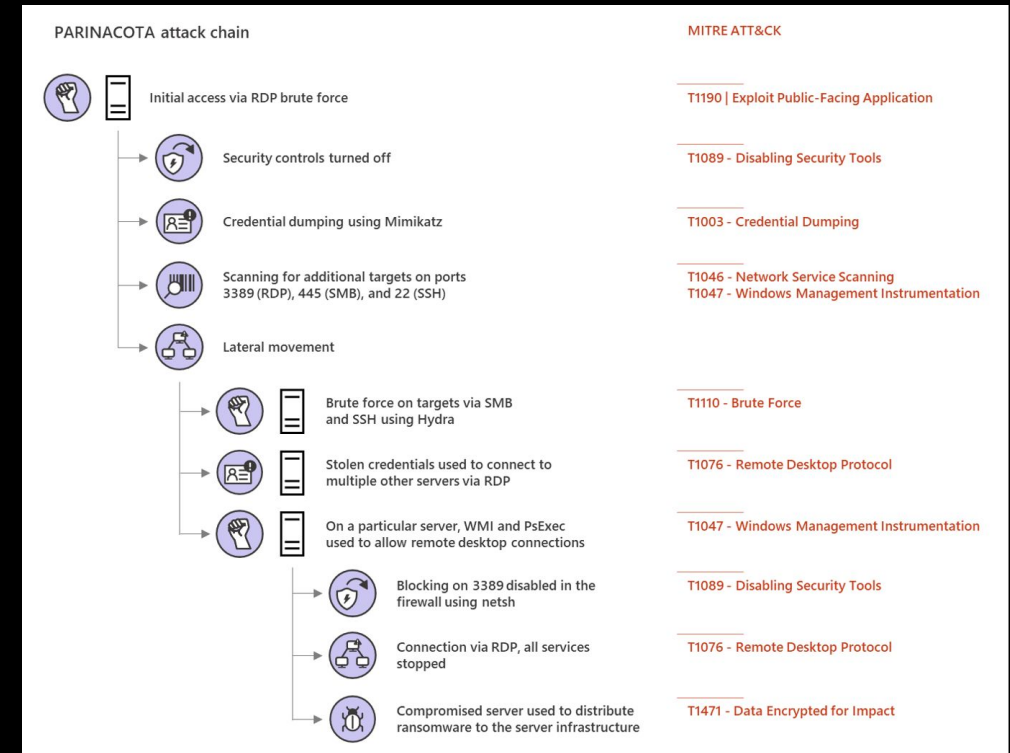 PARINACOTA attack chain
MITRE ATT&CK
Initial access via RDP brute force
T1190 | Exploit Public-Facing Application
Security controls turned off
T1089 - Disabling Security Tools
Credential dumping using Mimikatz
T1003 - Credential Dumping
Scanning for additional targets on ports
3389 (RDP), 445 (SMB), and 22 (SSH)
T1046 - Network Service Scanning
T1047 - Windows Management Instrumentation
Lateral movement
Brute force on targets via SMB
and SSH using Hydra
T1110 - Brute Force
Stolen credentials used to connect to
multiple other servers via RDP
T1076 - Remote Desktop Protocol
On a particular server, WMI and PsExec
used to allow remote desktop connections
T1047 - Windows Management Instrumentation
Blocking on 3389 disabled in the
firewall using netsh
T1089 - Disabling Security Tools
Connection via RDP, all services
stopped
T1076 - Remote Desktop Protocol
Compromised server used to distribute
ransomware to the server infrastructure
T1471 - Data Encrypted for Impact